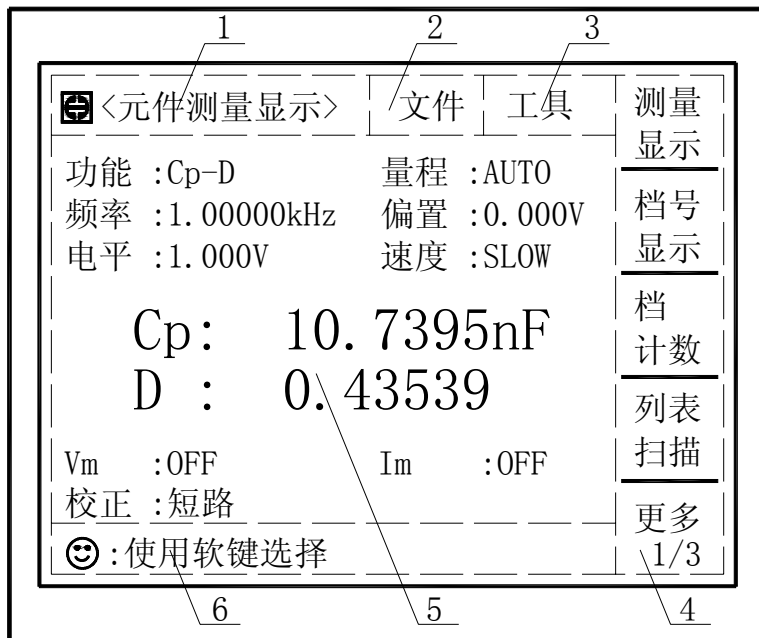 1 2 3
<元件测量显示> 文件 工具
测量
显示
功能 :Cp-D 量程 :AUTO
频率 :1.00000kHz 偏置 :0.000V
电平 :1.000V 速度 :SLOW
档号
显示
Cp: 10.7395nF
D : 0.43539
档
计数
列表
扫描
Vm :OFF Im :OFF
校正 :短路
更多
1/3
:使用软键选择
6 5 4